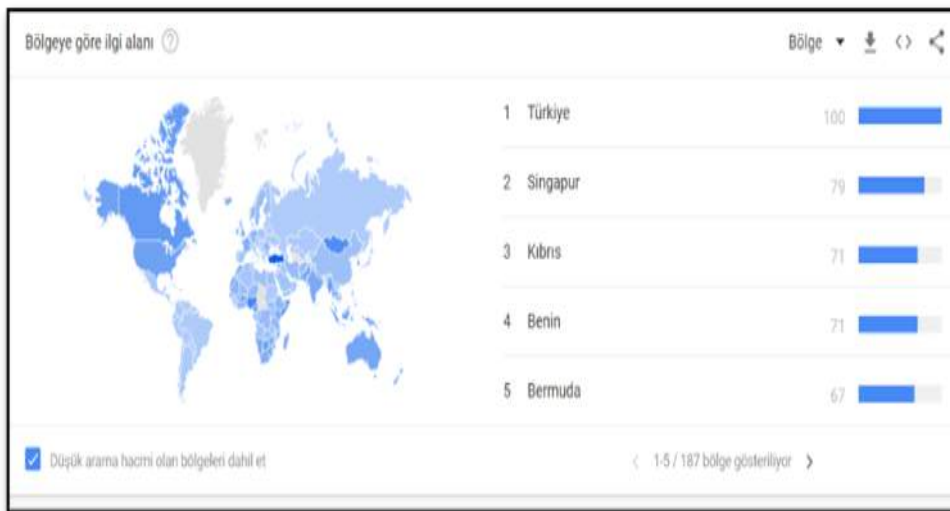 Bölgeye göre ilgi alanı ?
Bölge
1 Türkiye 100
2 Singapur 79
3 Kıbrıs 71
4 Benin 71
5 Bermuda 67
Düşük arama hacmi olan bölgeleri dahil et
1-5 / 187 bölge gösteriliyor